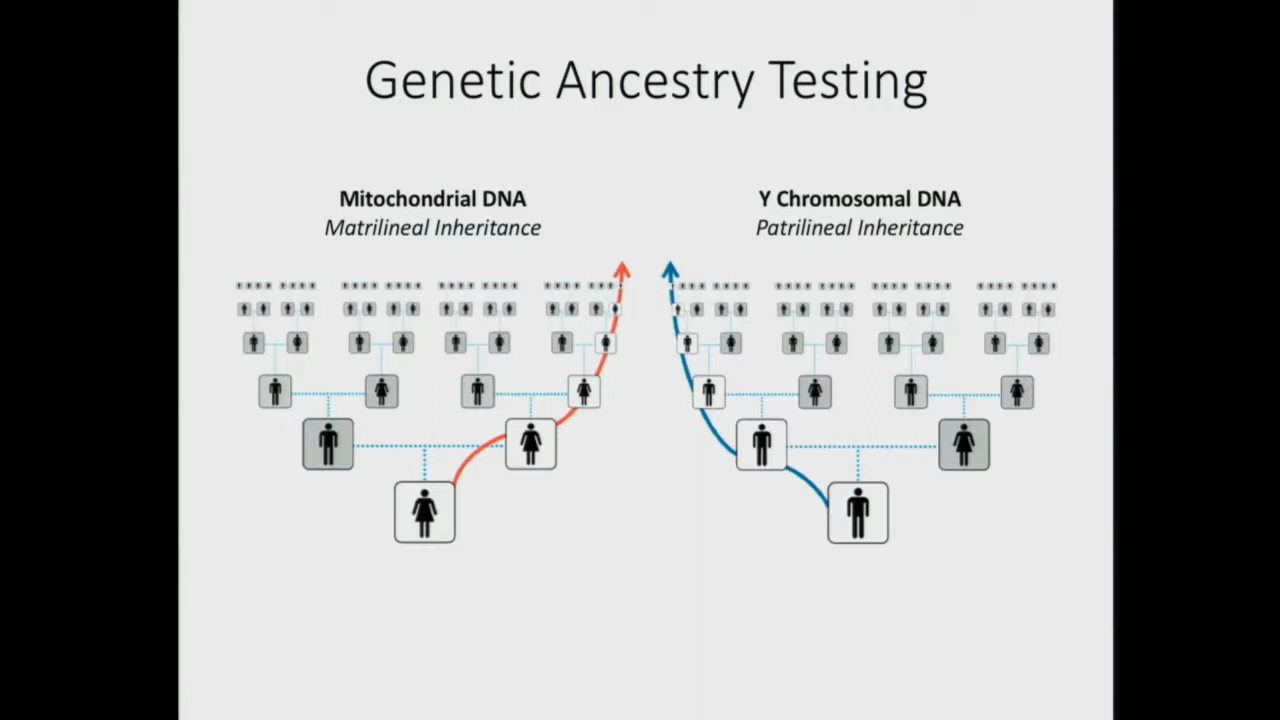 Genetic Ancestry Testing
Mitochondrial DNA
Matrilineal Inheritance
Y Chromosomal DNA
Patrilineal Inheritance